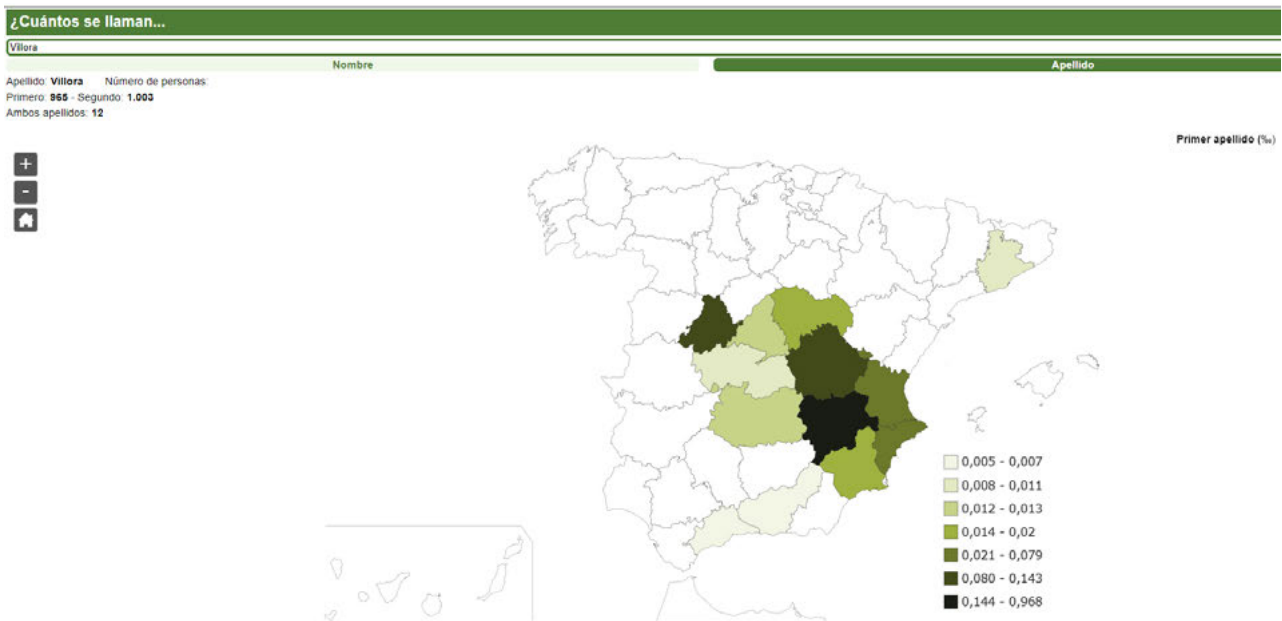 ¿Cuántos se llaman...
Villora
Nombre Apellido
Apellido: Villora Número de personas:
Primero: 965 - Segundo: 1.003
Ambos apellidos: 12
Primer apellido (‰)
+
-
0,005 - 0,007
0,008 - 0,011
0,012 - 0,013
0,014 - 0,02
0,021 - 0,079
0,080 - 0,143
0,144 - 0,968